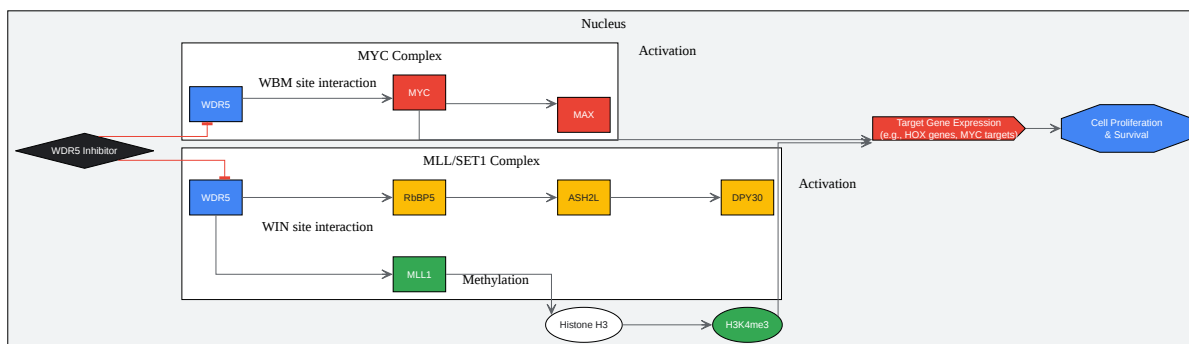 Nucleus
MYC Complex
Activation
WBM site interaction
WDR5
MYC
MAX
WDR5 Inhibitor
Target Gene Expression
(e.g., HOX genes, MYC targets)
Cell Proliferation
& Survival
MLL/SET1 Complex
Activation
WDR5
RbBP5
ASH2L
DPY30
WIN site interaction
MLL1
Methylation
Histone H3
H3K4me3